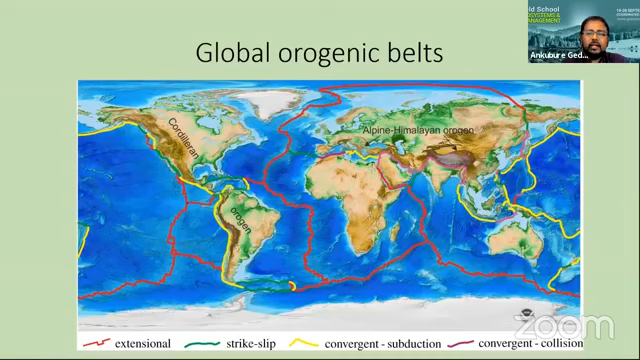 Global orogenic belts
Cordilleran
orogen
Alpine-Himalayan orogen
extensional
strike-slip
convergent - subduction
convergent - collision
zoom
Ankubure Ged...